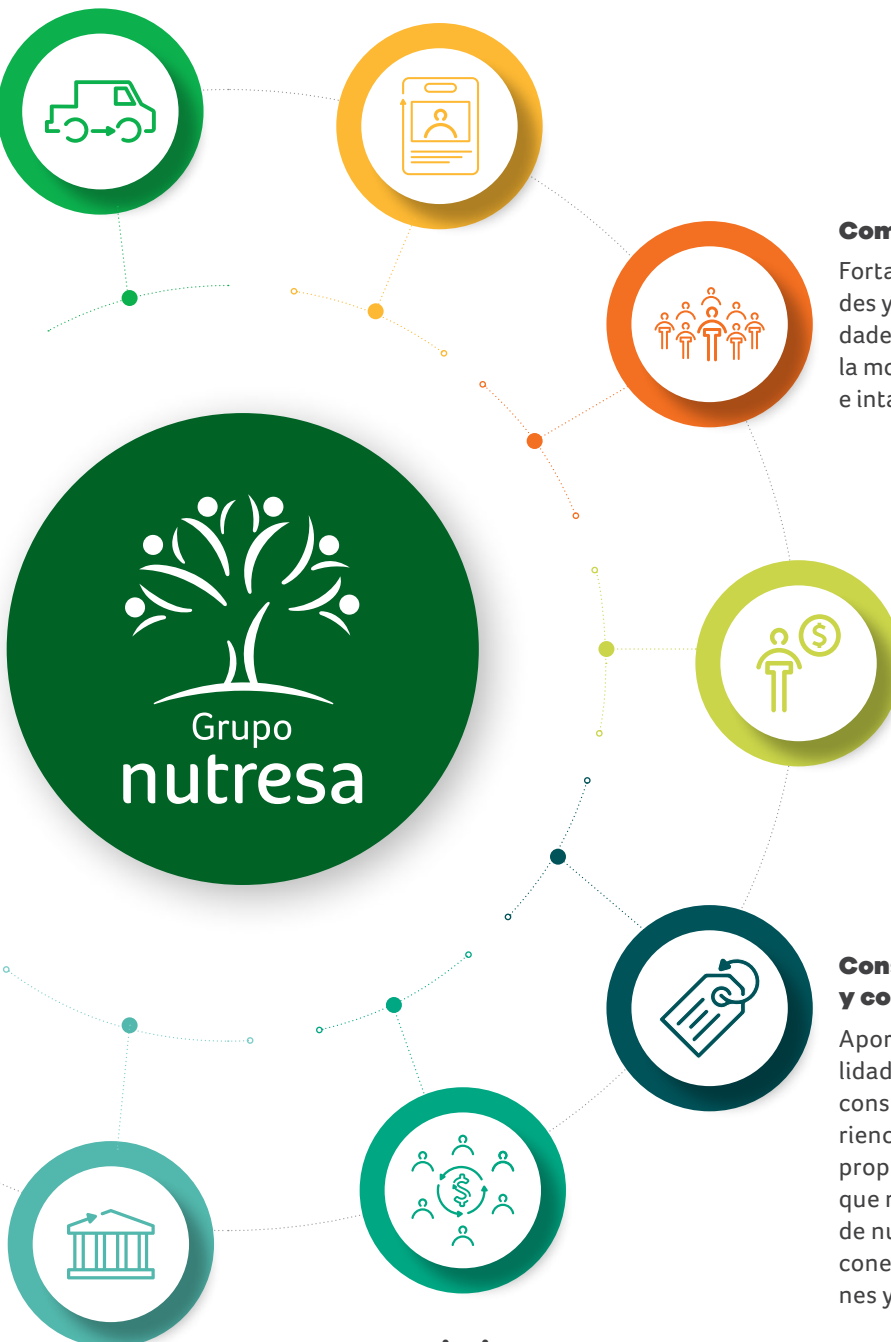 Grupo
nutresa
Com
Forta
des y
dade
la mo
e inta
$
$
Con
y co
Apor
lidad
cons
rienc
prop
que
de nu
cone
nes y